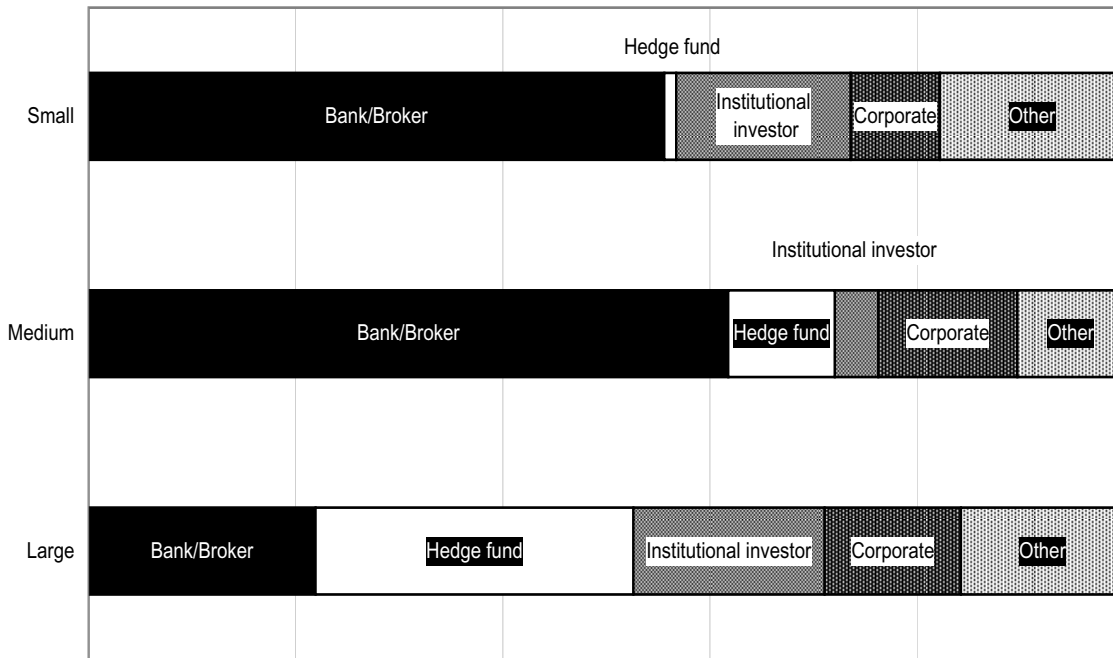 Hedge fund
Small
Bank/Broker
Institutional
investor
Corporate
Other
Institutional investor
Medium
Bank/Broker
Hedge fund
Corporate
Other
Large
Bank/Broker
Hedge fund
Institutional investor
Corporate
Other